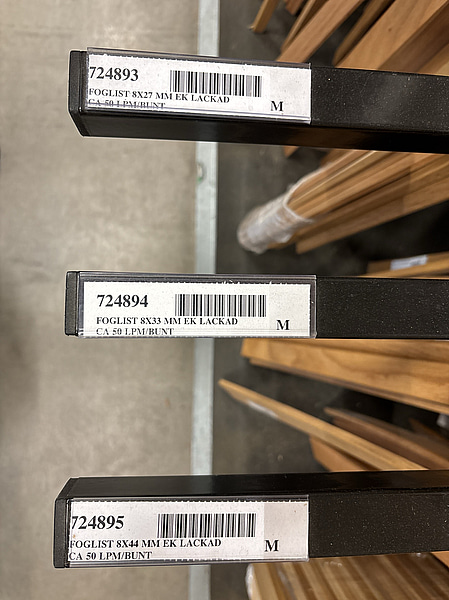 724893
FOGLIST 8X27 MM EK LACKAD
CA 50 LPM/BUNT
M
724894
FOGLIST 8X33 MM EK LACKAD
CA 50 LPM/BUNT
M
724895
FOGLIST 8X44 MM EK LACKAD
CA 50 LPM/BUNT
M